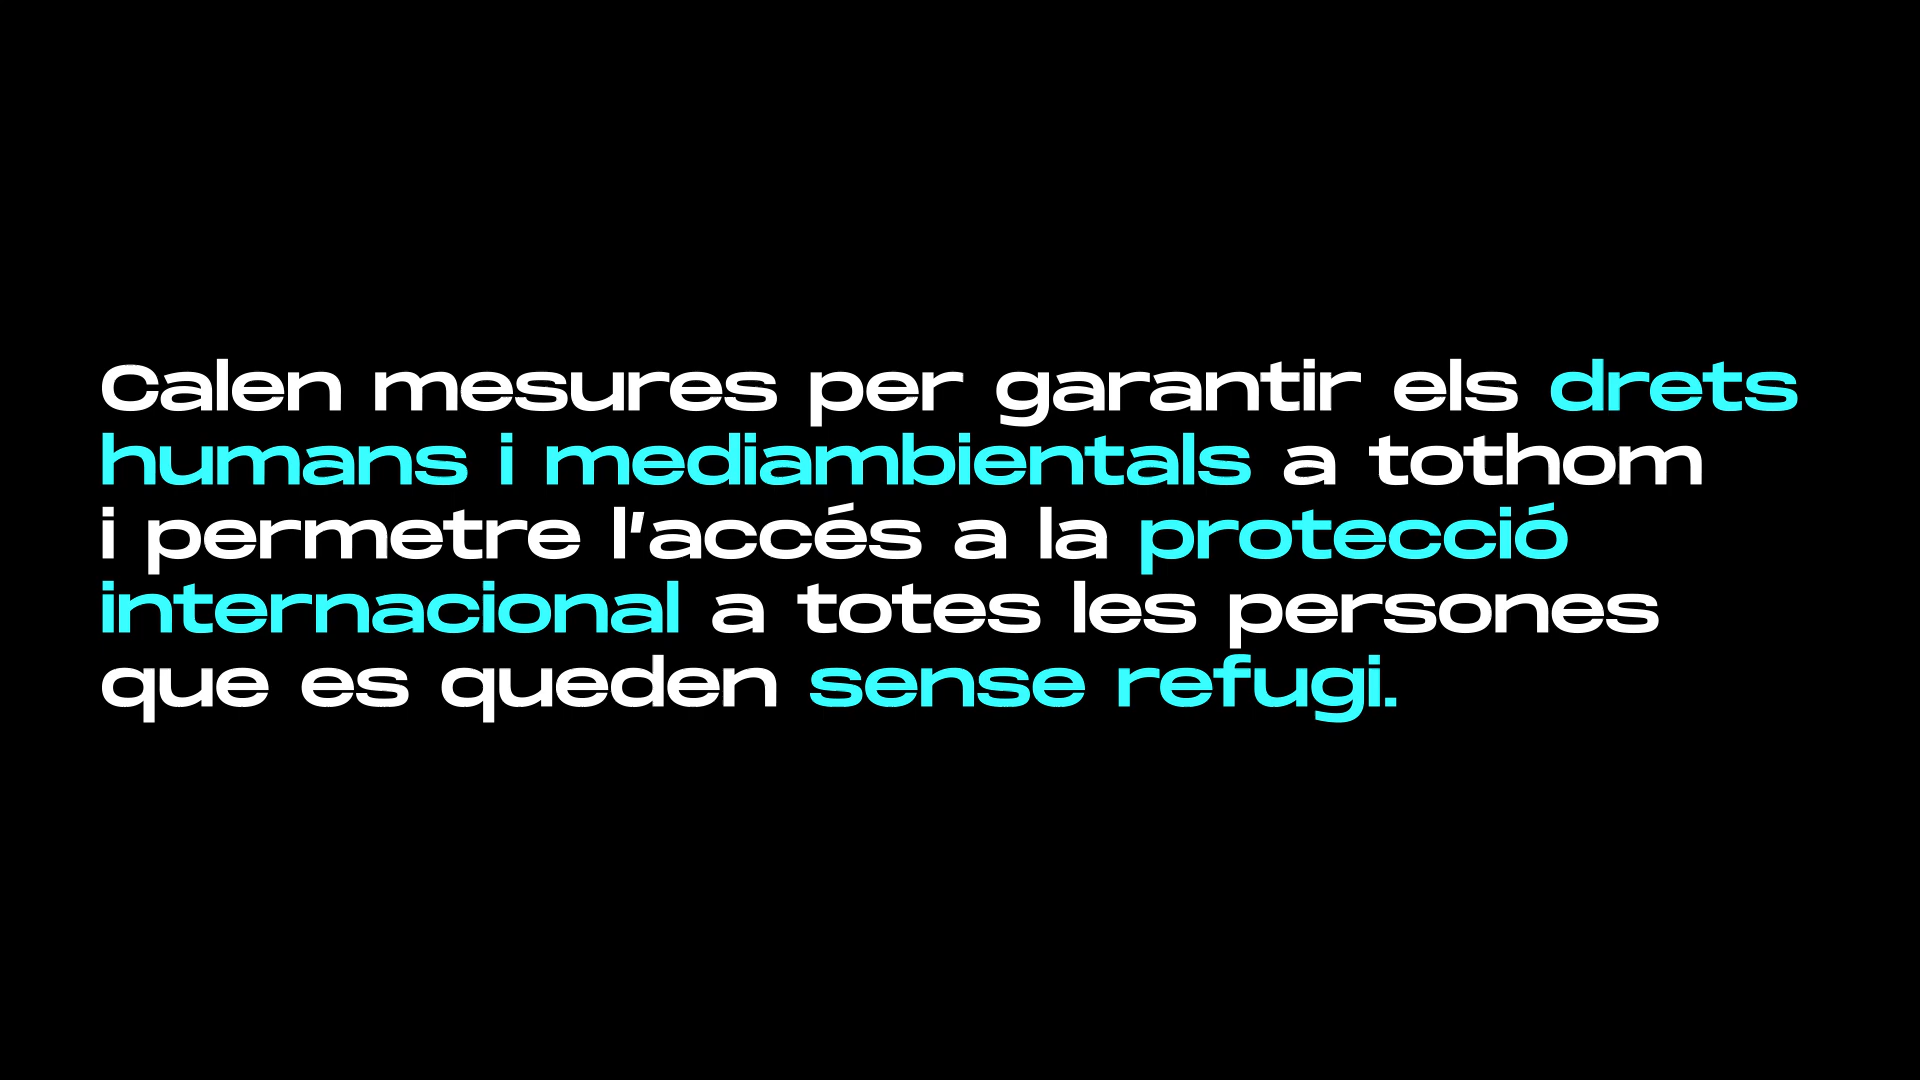 Calen mesures per garantir els drets
humans i mediambientals a tothom
i permetre l'accés a la protecció
internacional a totes les persones
que es queden sense refugi.